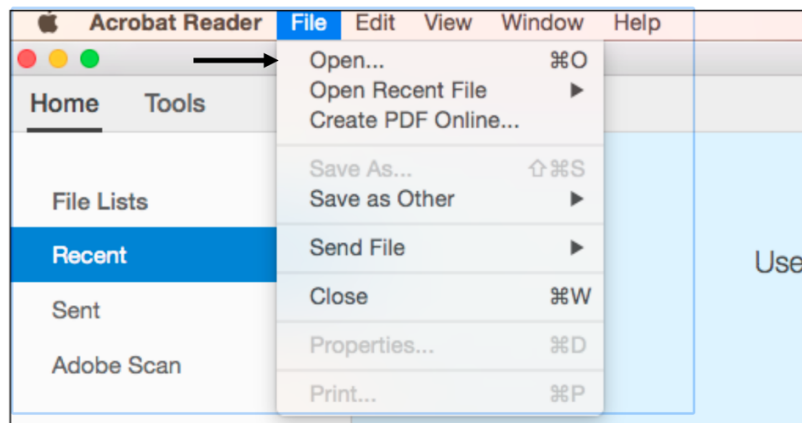 Acrobat Reader File Edit View Window Help
Open... ⌘O
Open Recent File ▶
Create PDF Online...
Save As... ⇧⌘S
Save as Other ▶
Send File ▶
Close ⌘W
Properties... ⌘D
Print... ⌘P
Home Tools
File Lists
Recent
Sent
Adobe Scan
Use